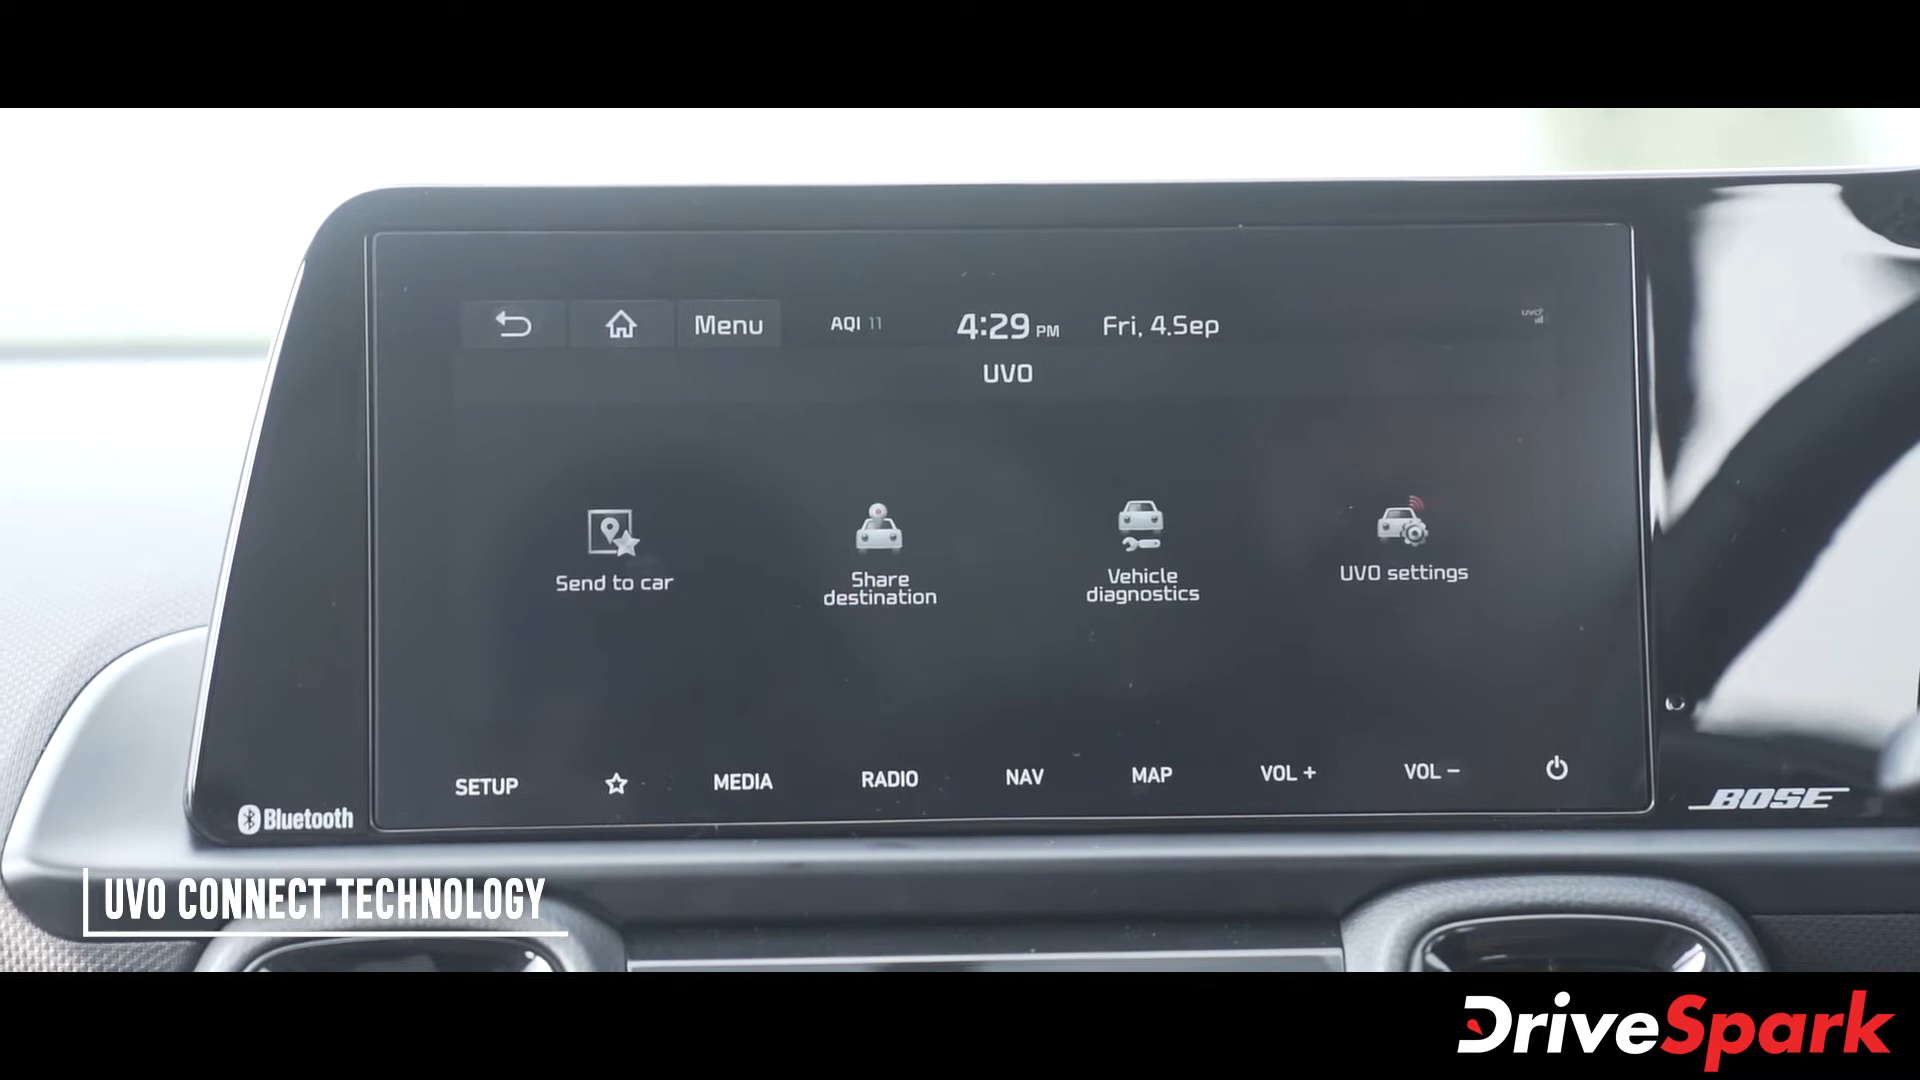 Menu
AQI 11
4:29 PM
Fri, 4.Sep
UVO
UVO
Send to car
Share
destination
Vehicle
diagnostics
UVO settings
SETUP
MEDIA
RADIO
NAV
MAP
VOL +
VOL −
Bluetooth
BOSE
UVO CONNECT TECHNOLOGY
DriveSpark